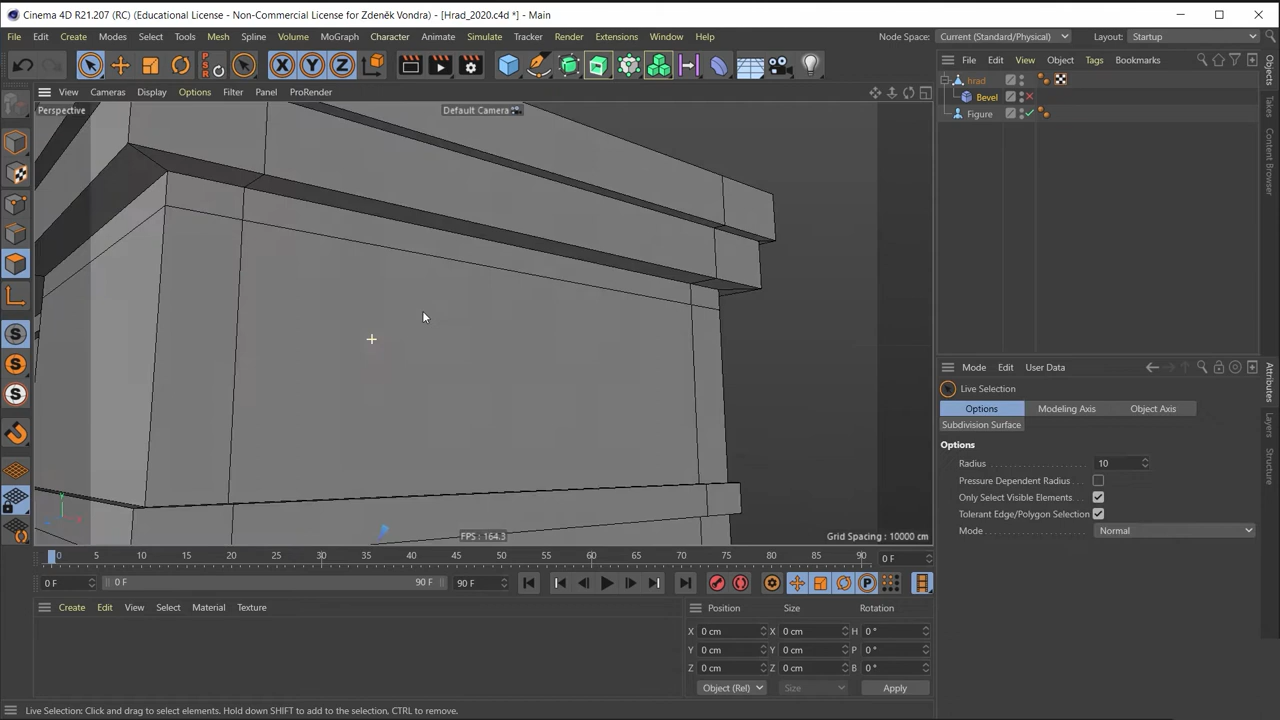 Cinema 4D R21.207 (RC) (Educational License - Non-Commercial License for Zdeněk Vondra) - [Hrad_2020.c4d *] - Main
File Edit Create Modes Select Tools Mesh Spline Volume MoGraph Character Animate Simulate Tracker Render Extensions Window Help Node Space: Current (Standard/Physical) Layout: Startup
P S R
X Y Z
View Cameras Display Options Filter Panel ProRender
File Edit View Object Tags Bookmarks
Perspective
Default Camera
hrad
Bevel
Figure
Objects
Takes
Content Browser
S
S
S
Y
FPS : 164.3
Grid Spacing : 10000 cm
Mode Edit User Data
Live Selection
Options Modeling Axis Object Axis
Subdivision Surface
Options
Radius 10
Pressure Dependent Radius
Only Select Visible Elements
Tolerant Edge/Polygon Selection
Mode Normal
Attributes
Layers
Structure
0 5 10 15 20 25 30 35 40 45 50 55 60 65 70 75 80 85 90 0 F
0 F 0 F 90 F 90 F P
Create Edit View Select Material Texture
Position Size Rotation
X 0 cm X 0 cm H 0 °
Y 0 cm Y 0 cm P 0 °
Z 0 cm Z 0 cm B 0 °
Object (Rel) Size Apply
Live Selection: Click and drag to select elements. Hold down SHIFT to add to the selection, CTRL to remove.